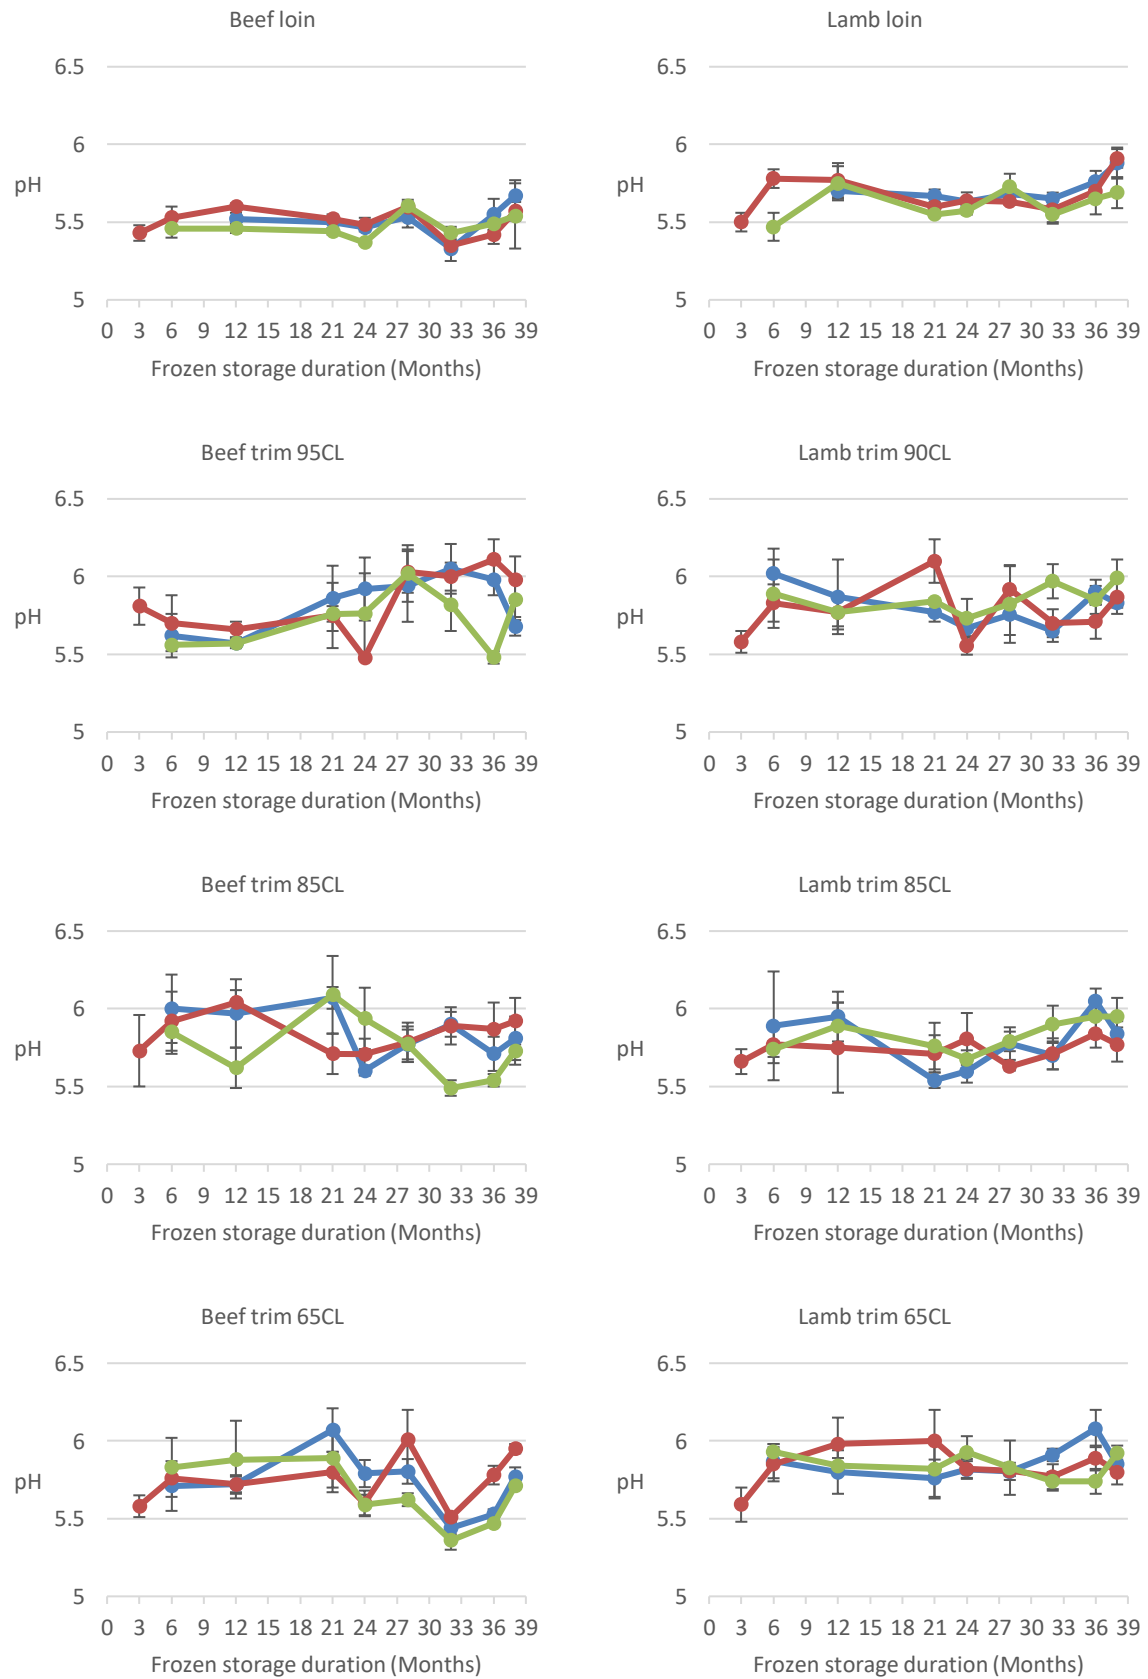 Beef loin
6.5
6
pH
5.5
5
0 3 6 9 12 15 18 21 24 27 30 33 36 39
Frozen storage duration (Months)
Lamb loin
6.5
6
pH
5.5
5
0 3 6 9 12 15 18 21 24 27 30 33 36 39
Frozen storage duration (Months)
Beef trim 95CL
6.5
6
pH
5.5
5
0 3 6 9 12 15 18 21 24 27 30 33 36 39
Frozen storage duration (Months)
Lamb trim 90CL
6.5
6
pH
5.5
5
0 3 6 9 12 15 18 21 24 27 30 33 36 39
Frozen storage duration (Months)
Beef trim 85CL
6.5
6
pH
5.5
5
0 3 6 9 12 15 18 21 24 27 30 33 36 39
Frozen storage duration (Months)
Lamb trim 85CL
6.5
6
pH
5.5
5
0 3 6 9 12 15 18 21 24 27 30 33 36 39
Frozen storage duration (Months)
Beef trim 65CL
6.5
6
pH
5.5
5
0 3 6 9 12 15 18 21 24 27 30 33 36 39
Frozen storage duration (Months)
Lamb trim 65CL
6.5
6
pH
5.5
5
0 3 6 9 12 15 18 21 24 27 30 33 36 39
Frozen storage duration (Months)